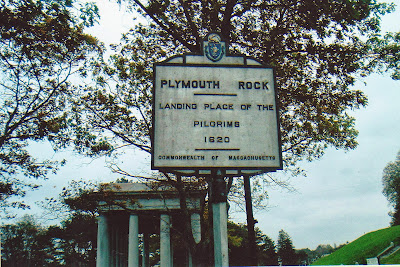 PLYMOUTH ROCK
LANDING PLACE OF THE
PILGRIMS
1620
COMMONWEALTH OF MASSACHUSETTS